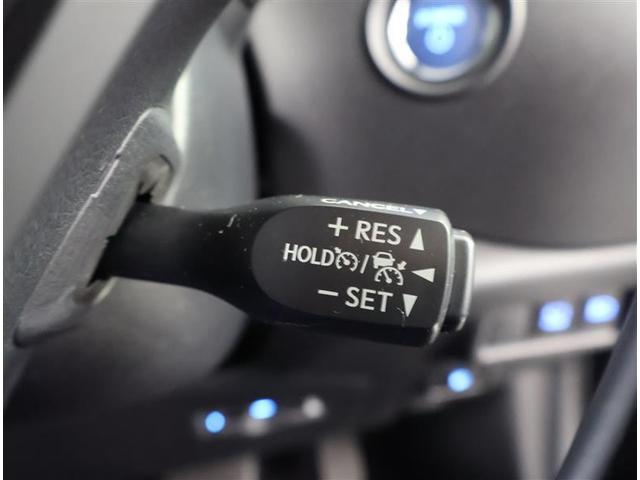 CANCEL▼
+ RES ▲
HOLD / ◀
− SET ▼